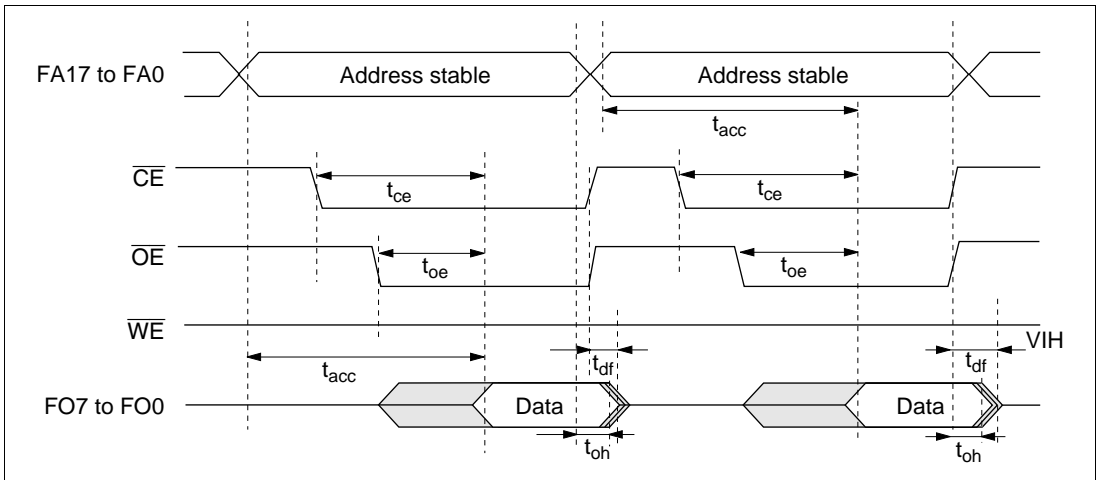 FA17 to FA0
Address stable
Address stable
tacc
CE
tce
tce
OE
toe
toe
WE
VIH
tacc
tdf
tdf
FO7 to FO0
Data
Data
toh
toh